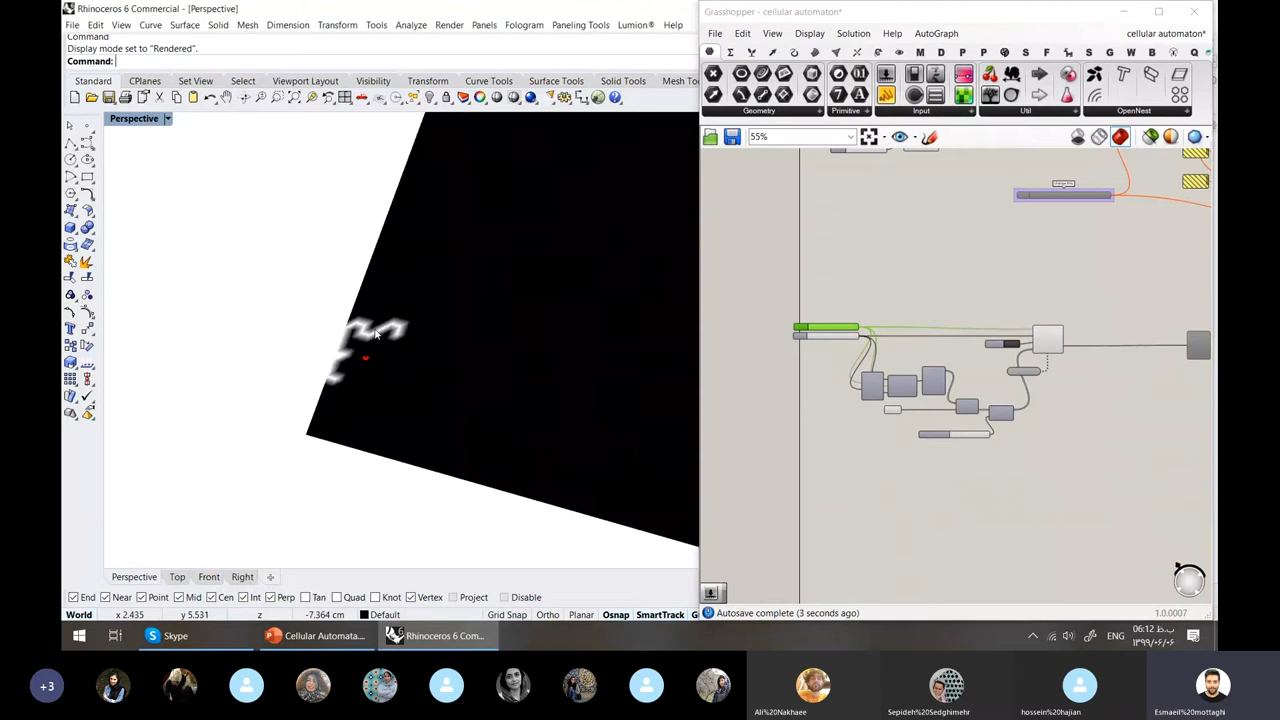 Rhinoceros 6 Commercial - [Perspective]
File Edit View Curve Surface Solid Mesh Dimension Transform Tools Analyze Render Panels Fologram Paneling Tools Lumion® Help
Command
Display mode set to "Rendered".
Command:
Standard CPlanes Set View Select Viewport Layout Visibility Transform Curve Tools Surface Tools Solid Tools Mesh Too
Perspective
Perspective Top Front Right
End Near Point Mid Cen Int Perp Tan Quad Knot Vertex Project Disable
World x 2.435 y 5.531 z -7.364 cm Default Grid Snap Ortho Planar Osnap SmartTrack G
Grasshopper - cellular automaton*
File Edit View Display Solution Help AutoGraph cellular automaton*
M D P P S F S G W B Q
Geometry Primitive Input Util OpenNest
55%
Autosave complete (3 seconds ago) 1.0.0007
Skype Cellular Automata... Rhinoceros 6 Com... ENG 06:12 ب.ظ
۱۳۹۹/۰۶/۰۶
+3
Ali%20Nakhaee Sepideh%20Sedghimehr hossein%20hajian Esmaeil%20mottaghi